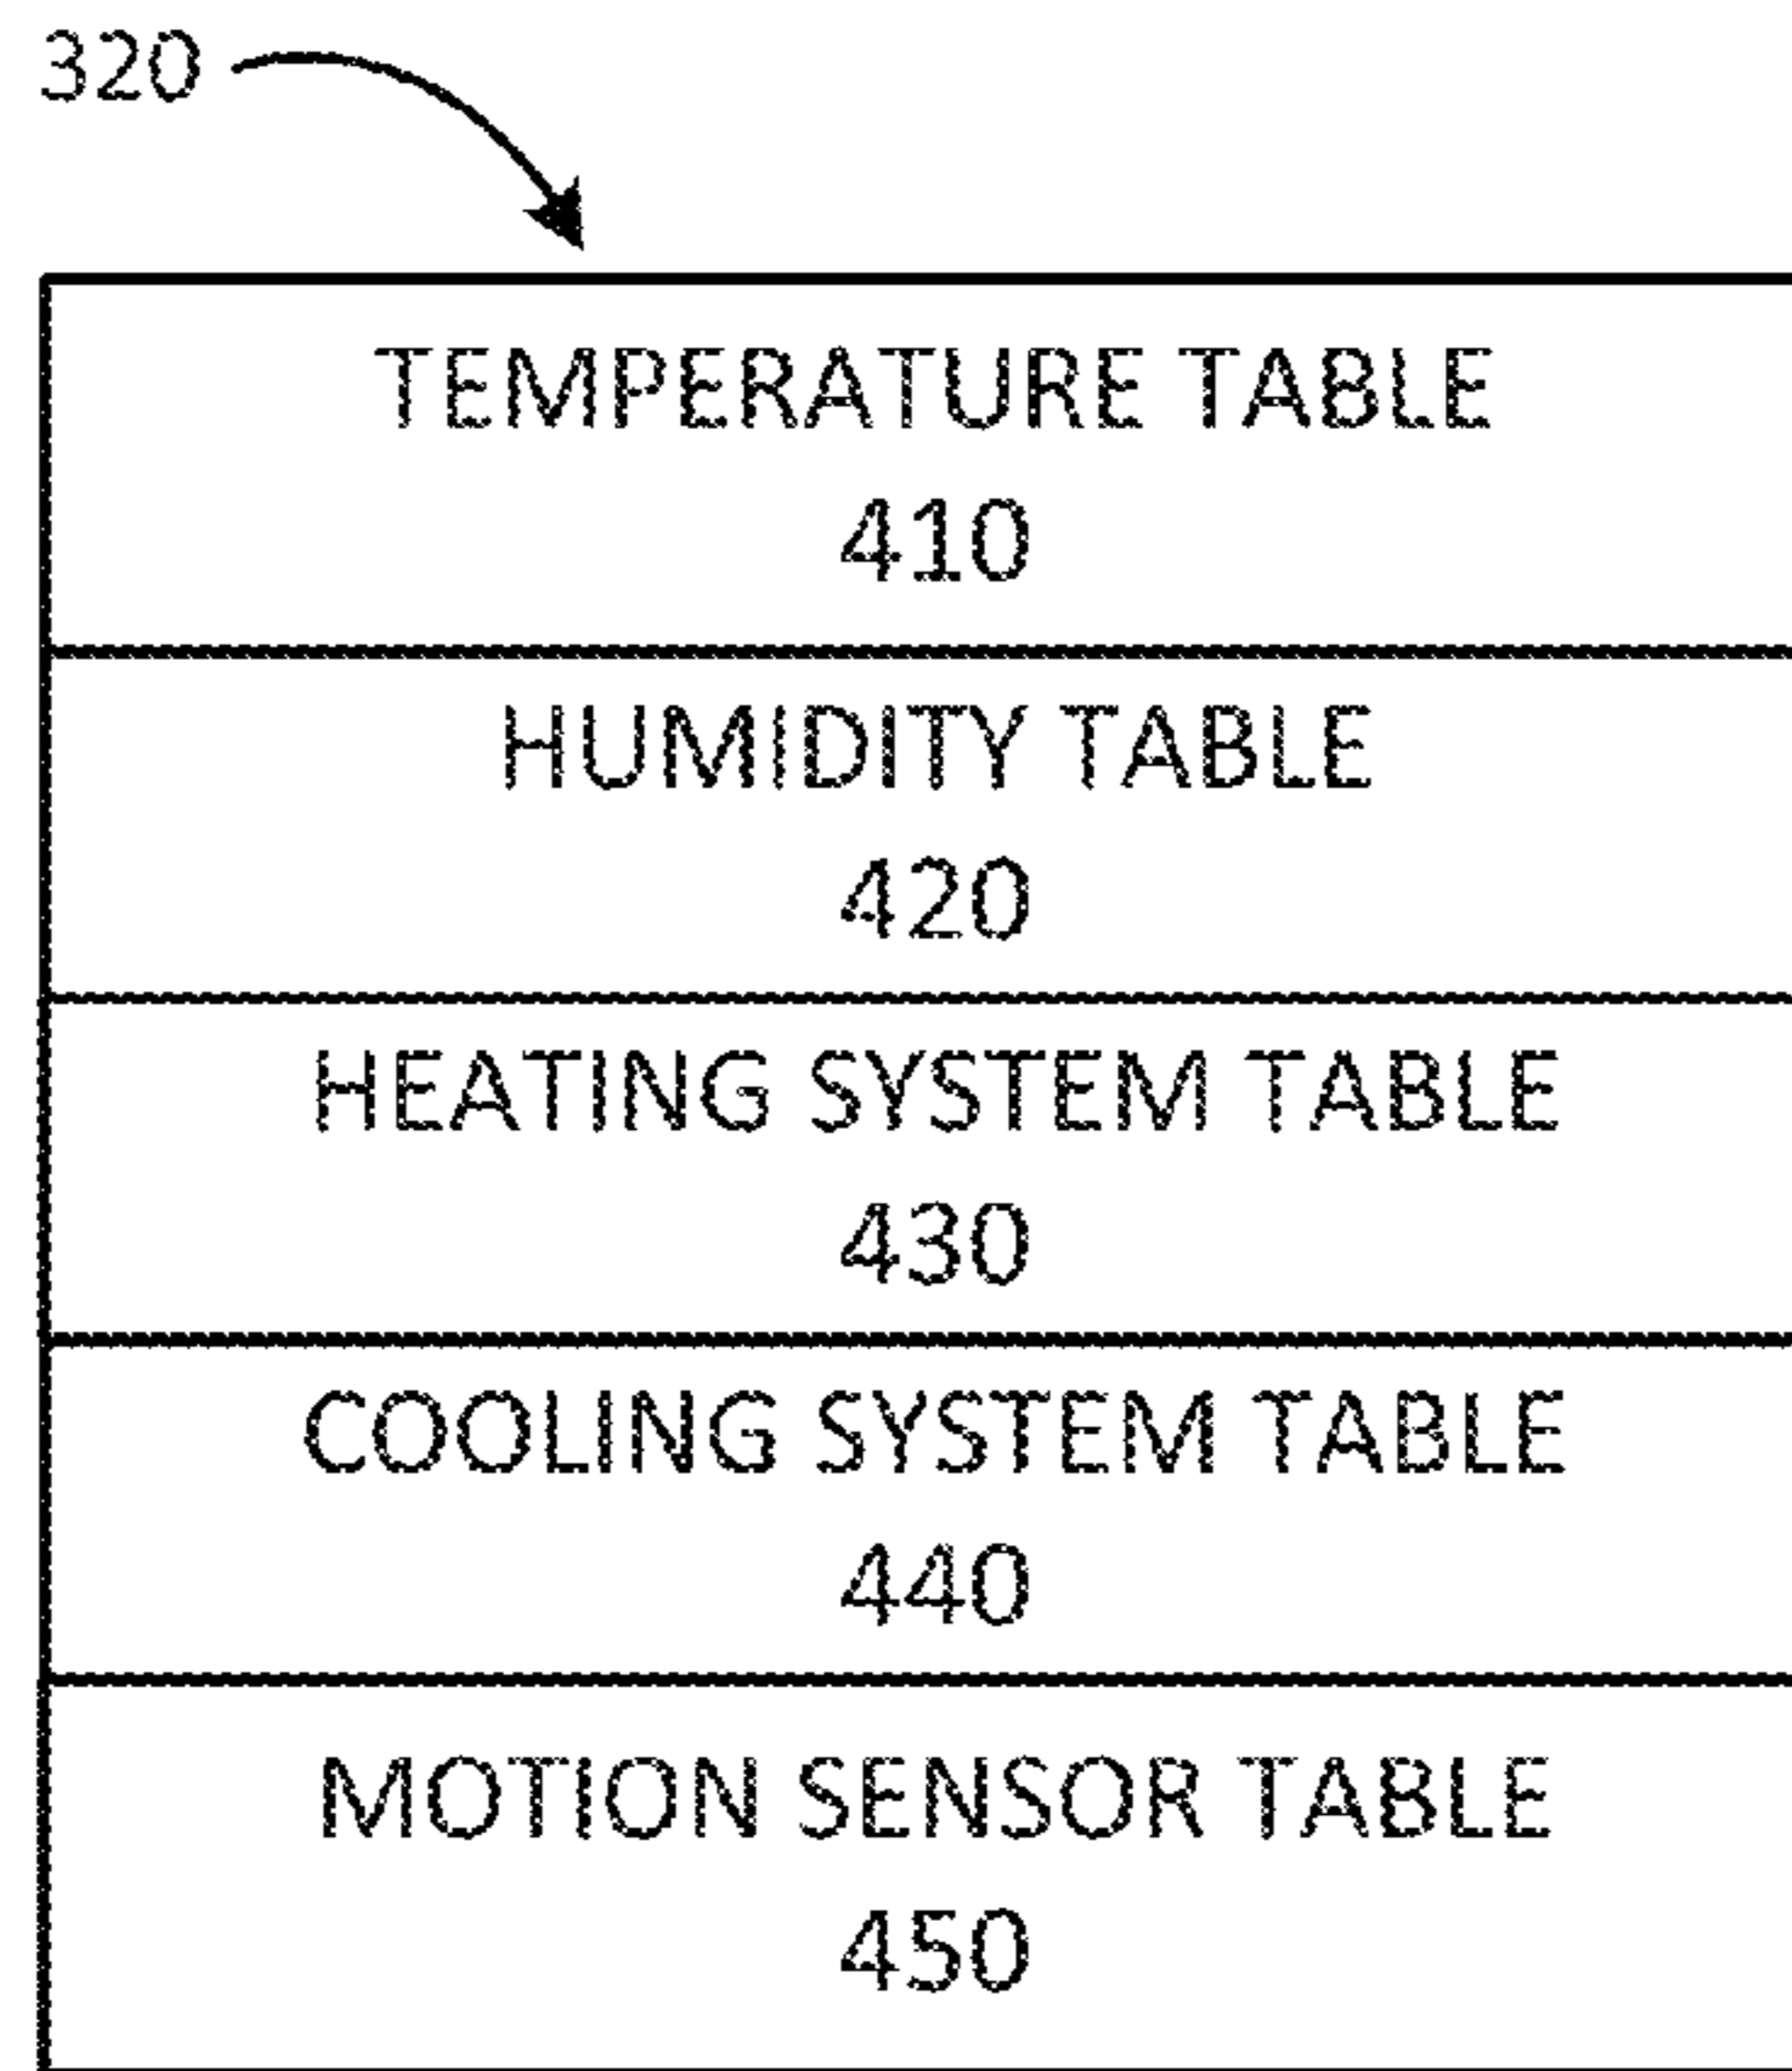 320
TEMPERATURE TABLE
410
HUMIDITY TABLE
420
HEATING SYSTEM TABLE
430
COOLING SYSTEM TABLE
440
MOTION SENSOR TABLE
450